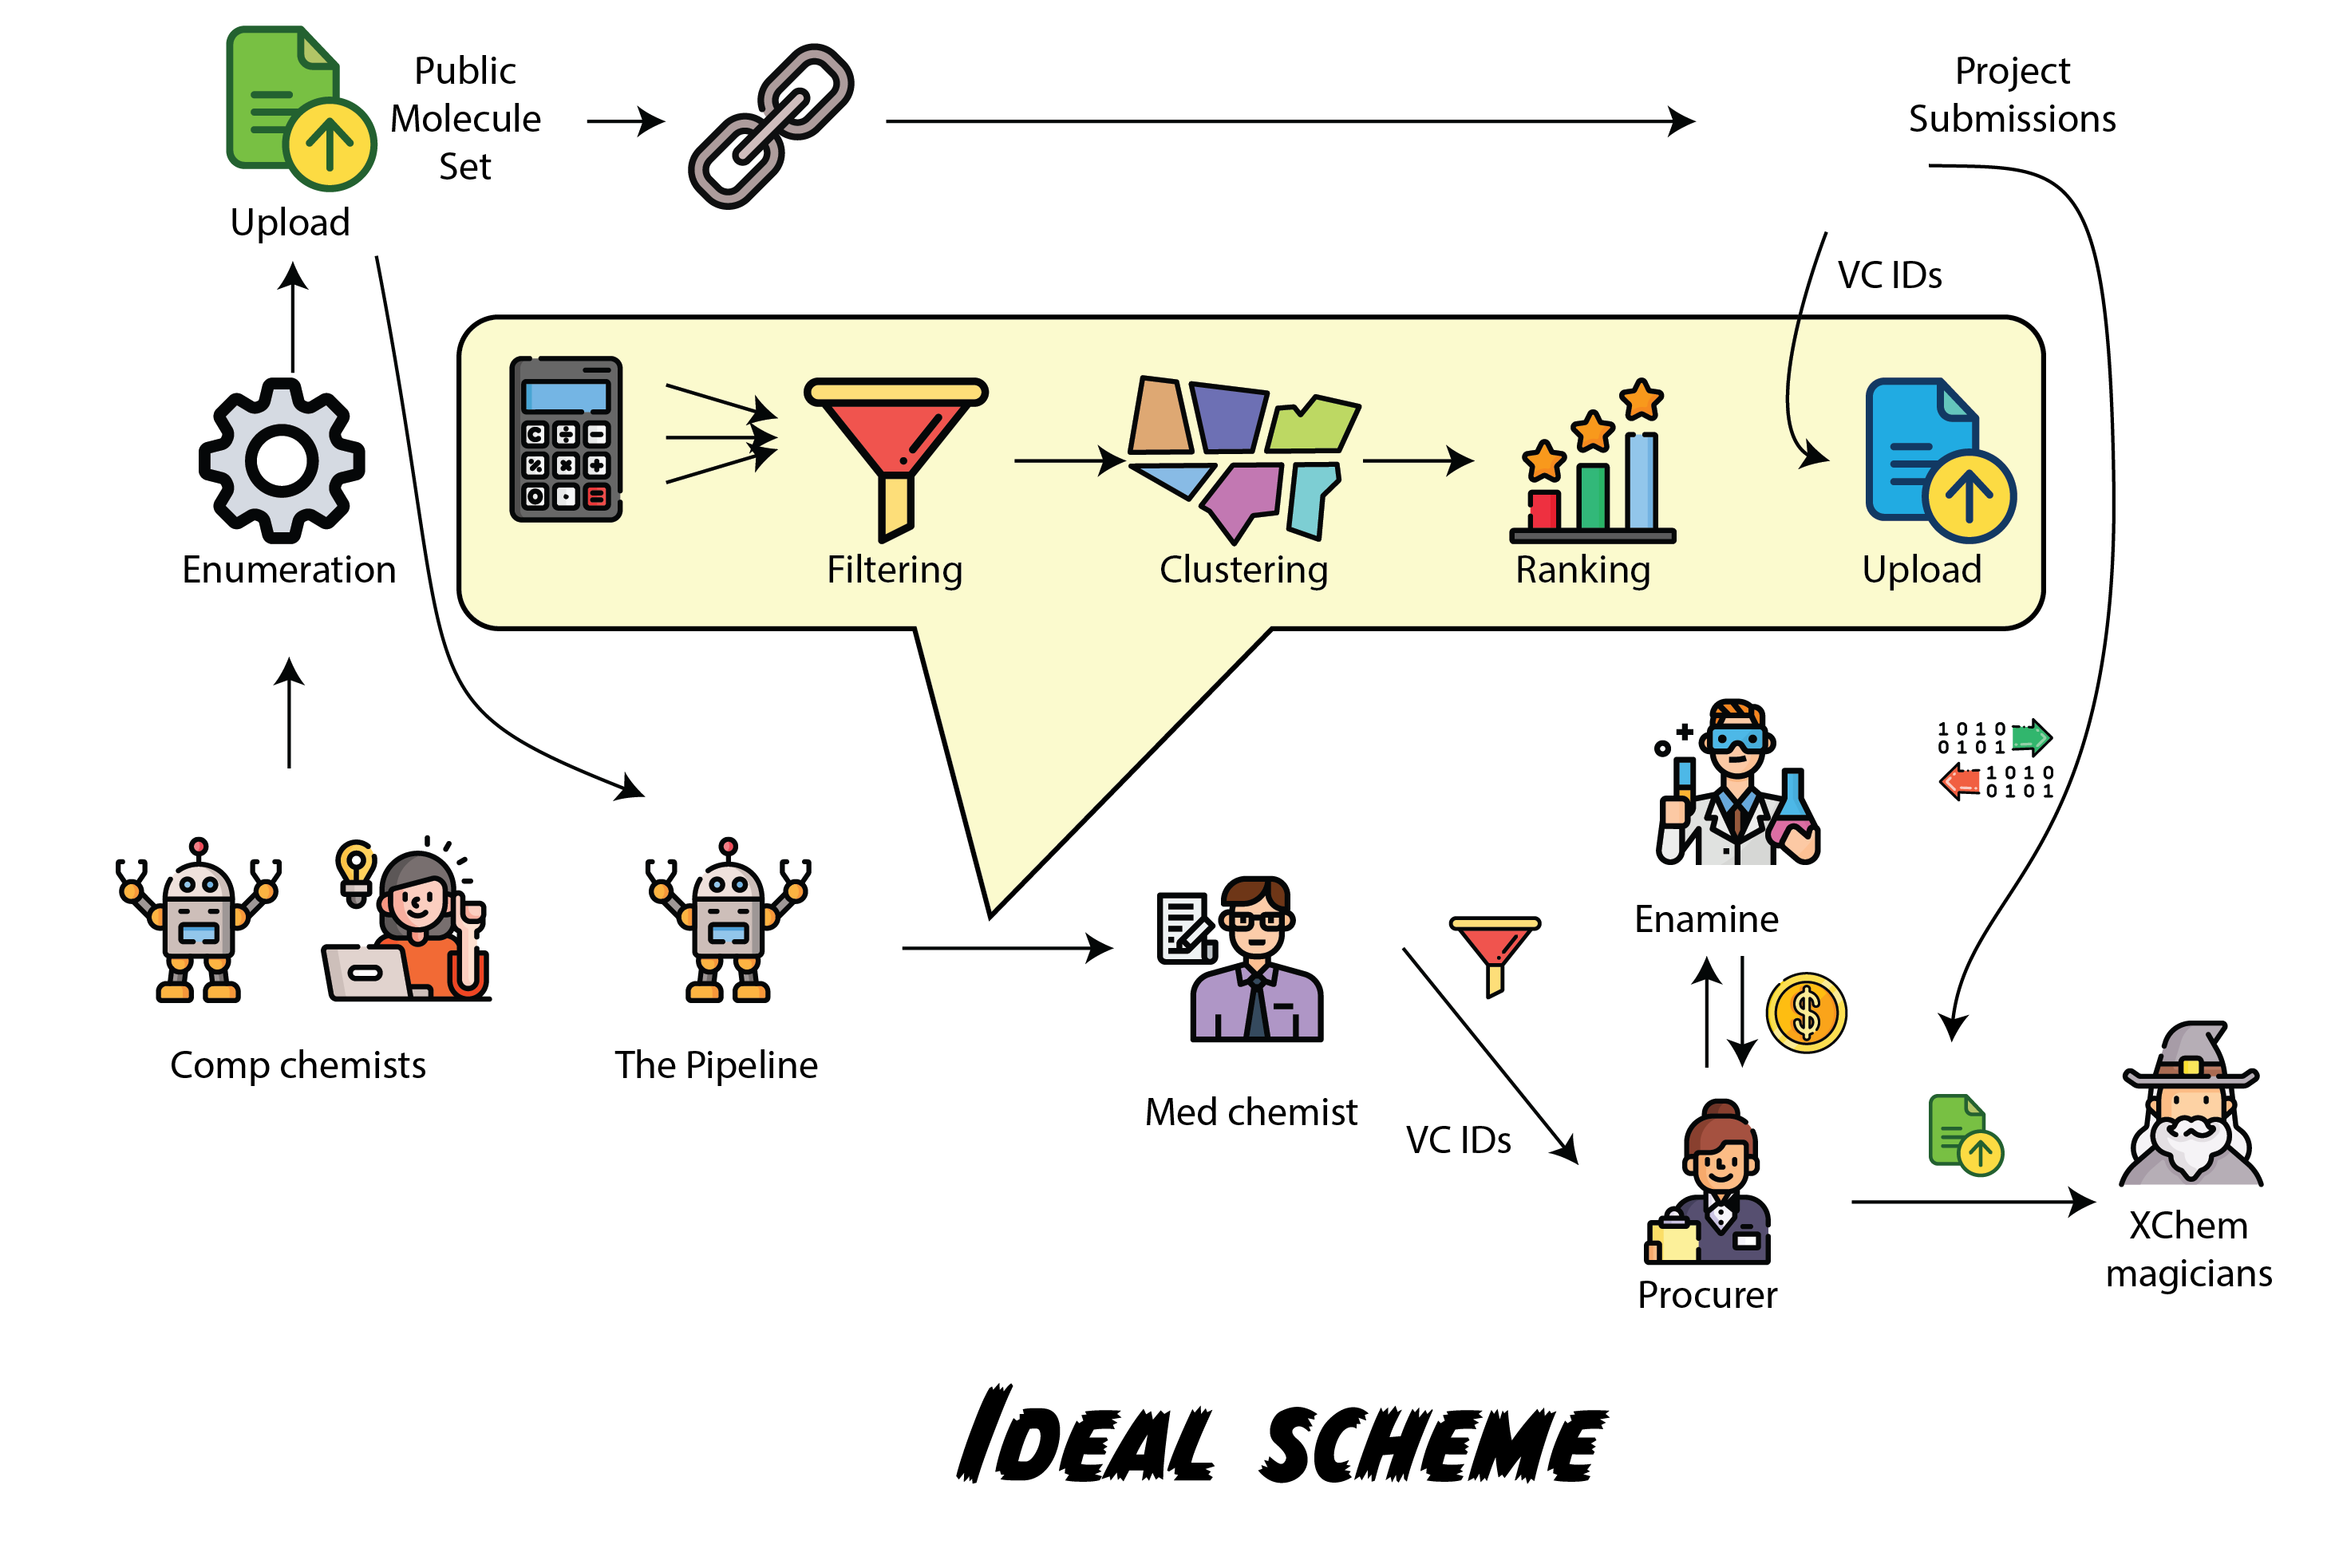 Public
Molecule
Set
Project
Submissions
Upload
VC IDs
Enumeration
Filtering
Clustering
Ranking
Upload
1 0 1 0
0 1 0 1
1 0 1 0
0 1 0 1
Enamine
Comp chemists
The Pipeline
Med chemist
VC IDs
$
Procurer
XChem
magicians
IDEAL SCHEME